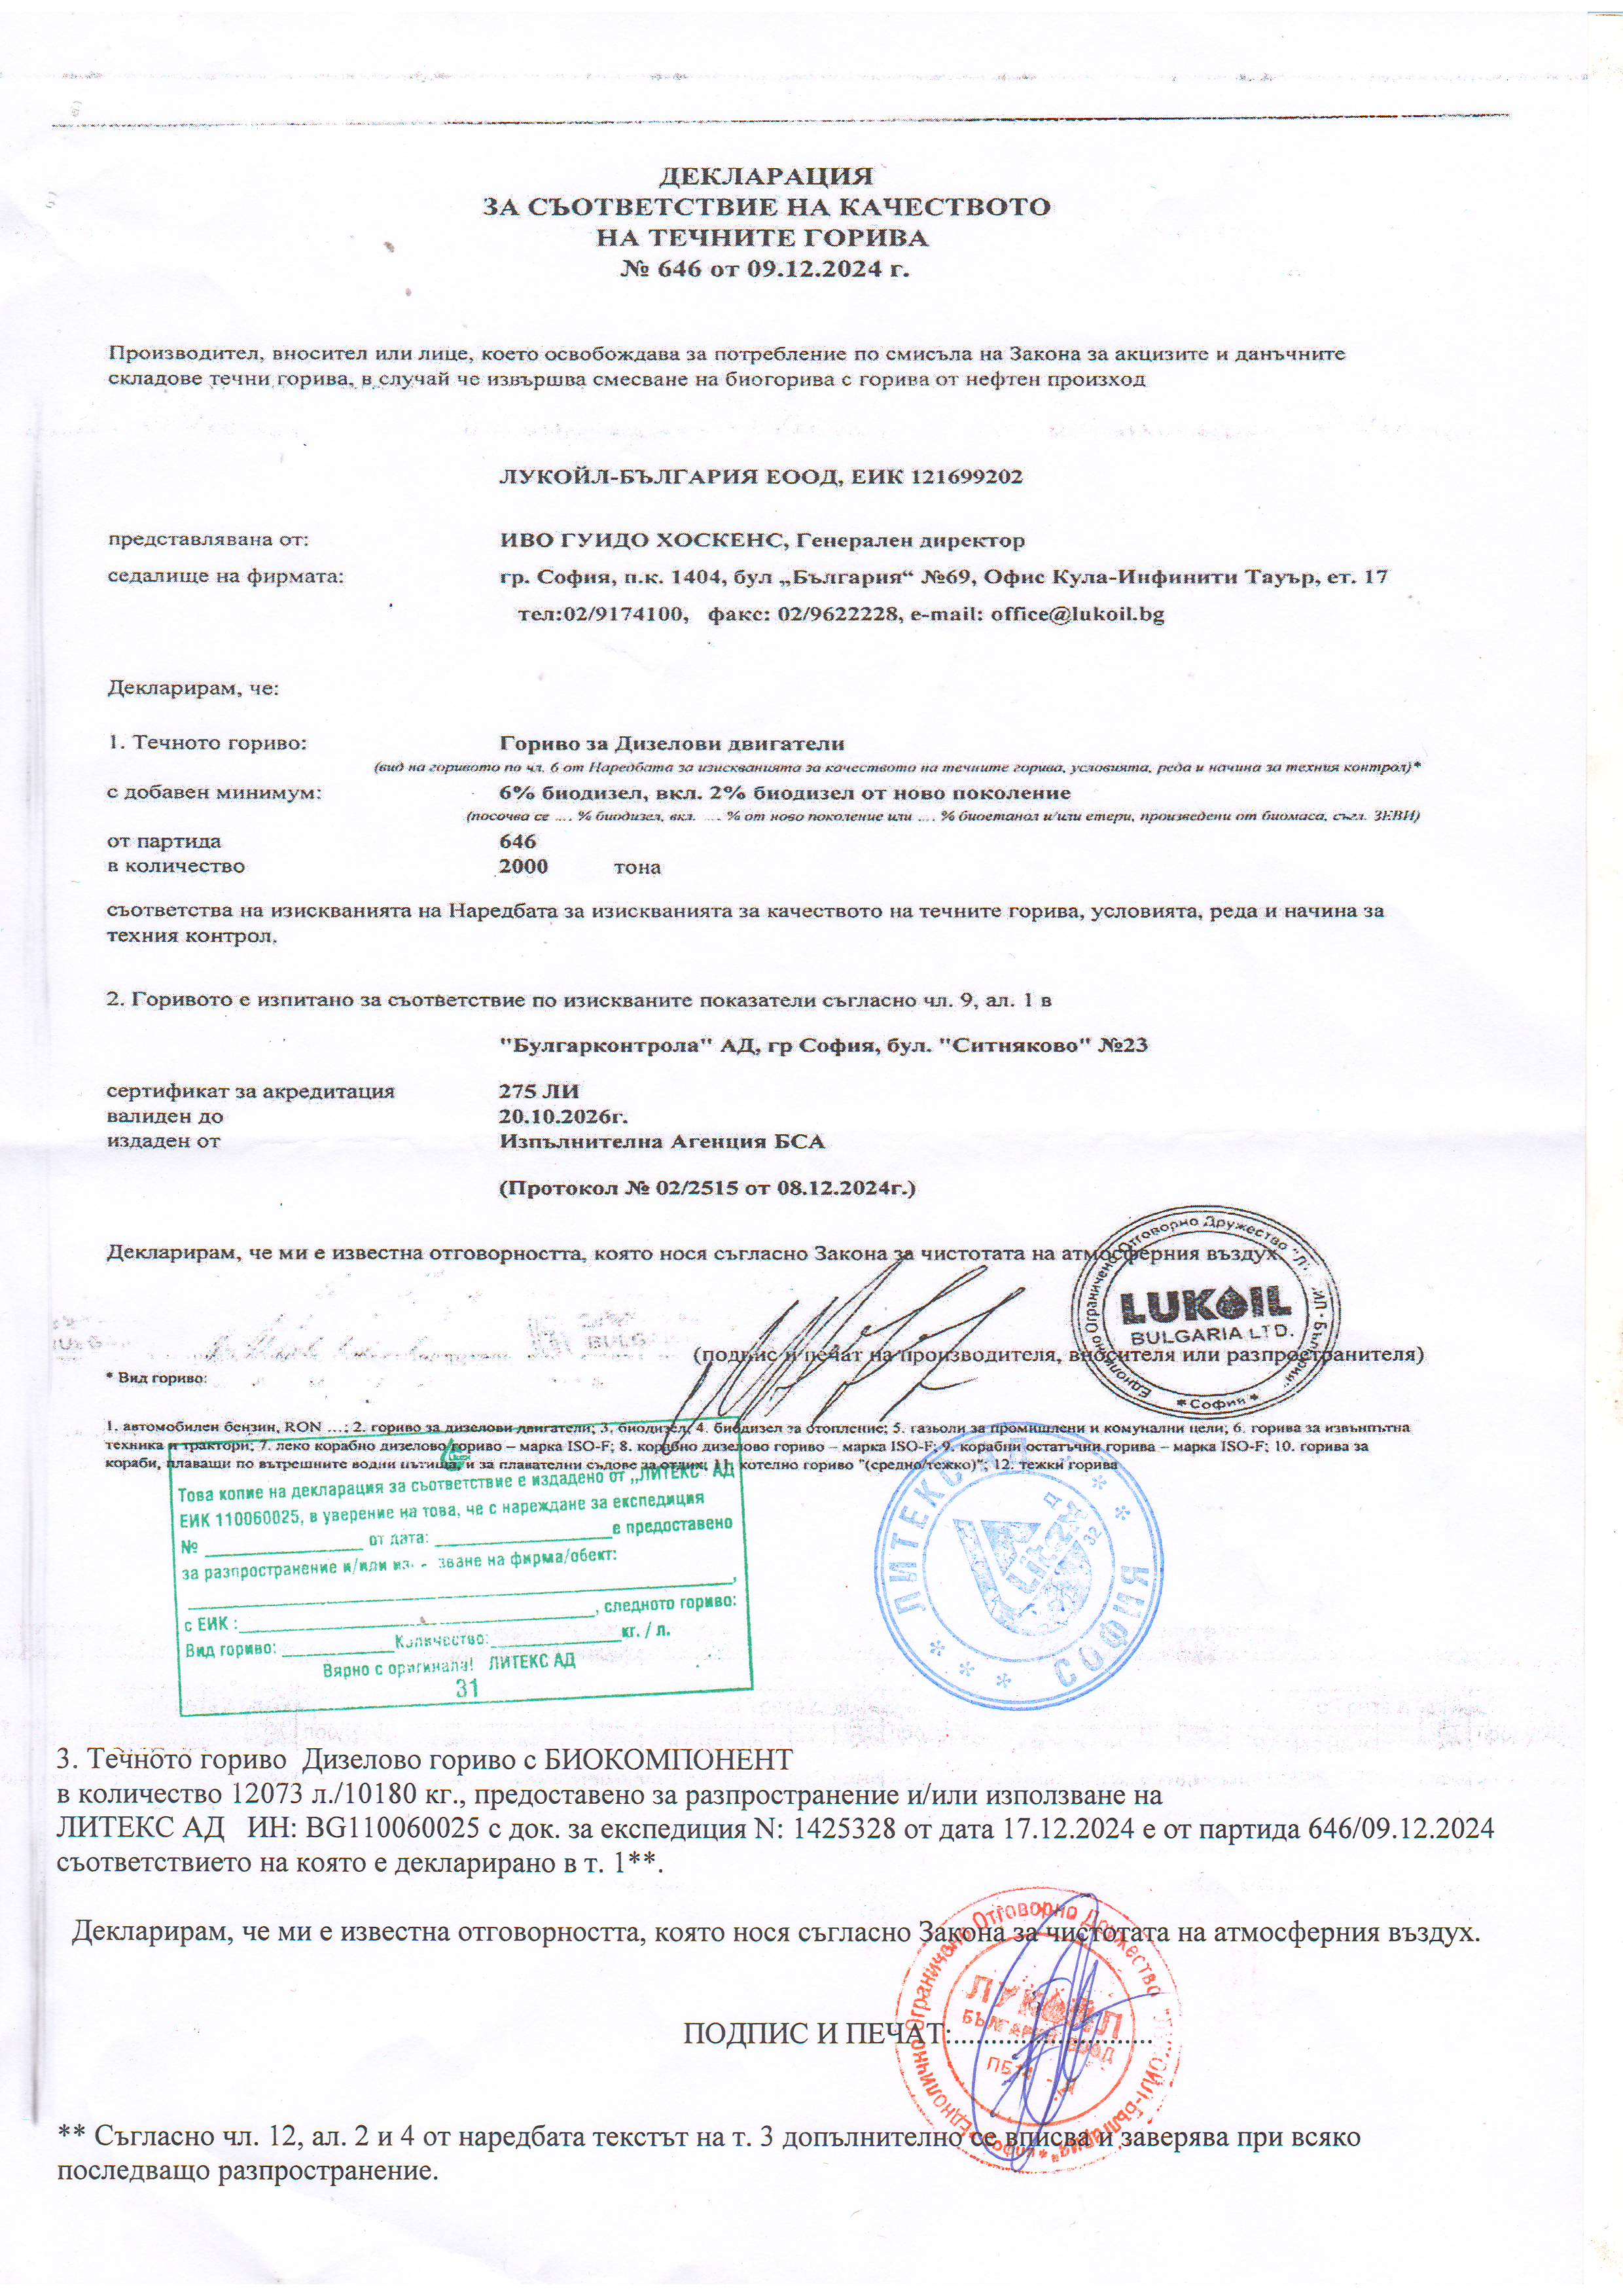 ДЕКЛАРАЦИЯ
ЗА СЪОТВЕТСТВИЕ НА КАЧЕСТВОТО
НА ТЕЧНИТЕ ГОРИВА
№ 646 от 09.12.2024 г.
Производител, вносител или лице, което освобождава за потребление по смисъла на Закона за акцизите и данъчните
складове течни горива, в случай че извършва смесване на биогорива с горива от нефтен произход
ЛУКОЙЛ-БЪЛГАРИЯ ЕООД, ЕИК 121699202
представлявана от: ИВО ГУИДО ХОСКЕНС, Генерален директор
седалище на фирмата: гр. София, п.к. 1404, бул „България“ №69, Офис Кула-Инфинити Тауър, ет. 17
тел:02/9174100, факс: 02/9622228, e-mail: office@lukoil.bg
Декларирам, че:
1. Течното гориво: Гориво за Дизелови двигатели
(вид на горивото по чл. 6 от Наредбата за изискванията за качеството на течните горива, условията, реда и начина за техния контрол)*
с добавен минимум: 6% биодизел, вкл. 2% биодизел от ново поколение
(посочва се .... % биодизел, вкл. .... % от ново поколение или .... % биоетанол и/или етери, произведени от биомаса, съгл. ЗЕВИ)
от партида 646
в количество 2000 тона
съответства на изискванията на Наредбата за изискванията за качеството на течните горива, условията, реда и начина за
техния контрол.
2. Горивото е изпитано за съответствие по изискваните показатели съгласно чл. 9, ал. 1 в
"Булгарконтрола" АД, гр София, бул. "Ситняково" №23
сертификат за акредитация 275 ЛИ
валиден до 20.10.2026г.
издаден от Изпълнителна Агенция БСА
(Протокол № 02/2515 от 08.12.2024г.)
Декларирам, че ми е известна отговорността, която нося съгласно Закона за чистотата на атмосферния въздух
Еднолично Ограничено Отговорно Дружество
LUKOIL
BULGARIA LTD.
* София *
(подпис и печат на производителя, вносителя или разпространителя)
* Вид гориво:
1. автомобилен бензин, RON ...; 2. гориво за дизелови двигатели; 3. биодизел; 4. биодизел за отопление; 5. газьоли за промишлени и комунални цели; 6. горива за извънпътна
техника и трактори; 7. леко корабно дизелово гориво – марка ISO-F; 8. корабно дизелово гориво – марка ISO-F; 9. корабни остатъчни горива – марка ISO-F; 10. горива за
кораби, плаващи по вътрешните водни пътища, и за плавателни съдове за отдих; 11. котелно гориво "(средно/тежко)"; 12. тежки горива
Това копие на декларация за съответствие е издадено от „ЛИТЕКС" АД
ЕИК 110060025, в уверение на това, че с нареждане за експедиция
№ ____________ от дата: ____________ е предоставено
за разпространение и/или из- зване на фирма/обект:
____________,
с ЕИК :____________, следното гориво:
Вид гориво: ____________ Количество:____________кг. / л.
Вярно с оригинала! ЛИТЕКС АД
31
ЛИТЕКС АД
Litex
32
СОФИЯ
3. Течното гориво Дизелово гориво с БИОКОМПОНЕНТ
в количество 12073 л./10180 кг., предоставено за разпространение и/или използване на
ЛИТЕКС АД ИН: BG110060025 с док. за експедиция N: 1425328 от дата 17.12.2024 е от партида 646/09.12.2024
съответствието на която е декларирано в т. 1**.
Декларирам, че ми е известна отговорността, която нося съгласно Закона за чистотата на атмосферния въздух.
Еднолично Ограничено Отговорно Дружество
ЛУКОЙЛ
БЪЛГАРИЯ ЕООД
ПОДПИС И ПЕЧАТ:............................
** Съгласно чл. 12, ал. 2 и 4 от наредбата текстът на т. 3 допълнително се вписва и заверява при всяко
последващо разпространение.